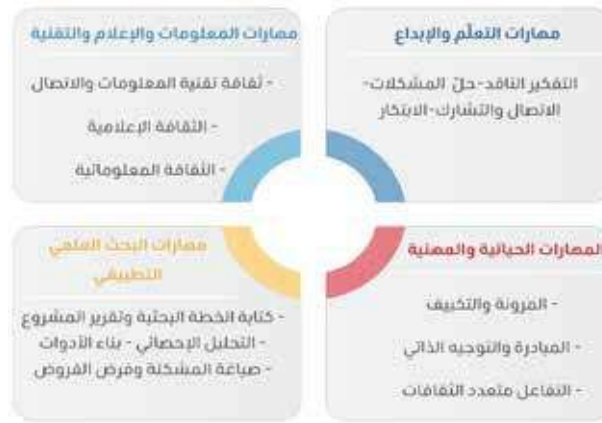 مهارات التعلّم والإبداع
التفكير الناقد-حلّ المشكلات-
الاتصال والتشارك-الابتكار
مهارات المعلومات والإعلام والتقنية
- ثقافة تقنية المعلومات والاتصال
- الثقافة الإعلامية
- الثقافة المعلوماتية
المهارات الحياتية والمهنية
- المرونة والتكييف
- المبادرة والتوجيه الذاتي
- التفاعل متعدد الثقافات
مهارات البحث العلمي
التطبيقي
- كتابة الخطة البحثية وتقرير المشروع
- التحليل الإحصائي - بناء الأدوات
- صياغة المشكلة وفرض الفروض